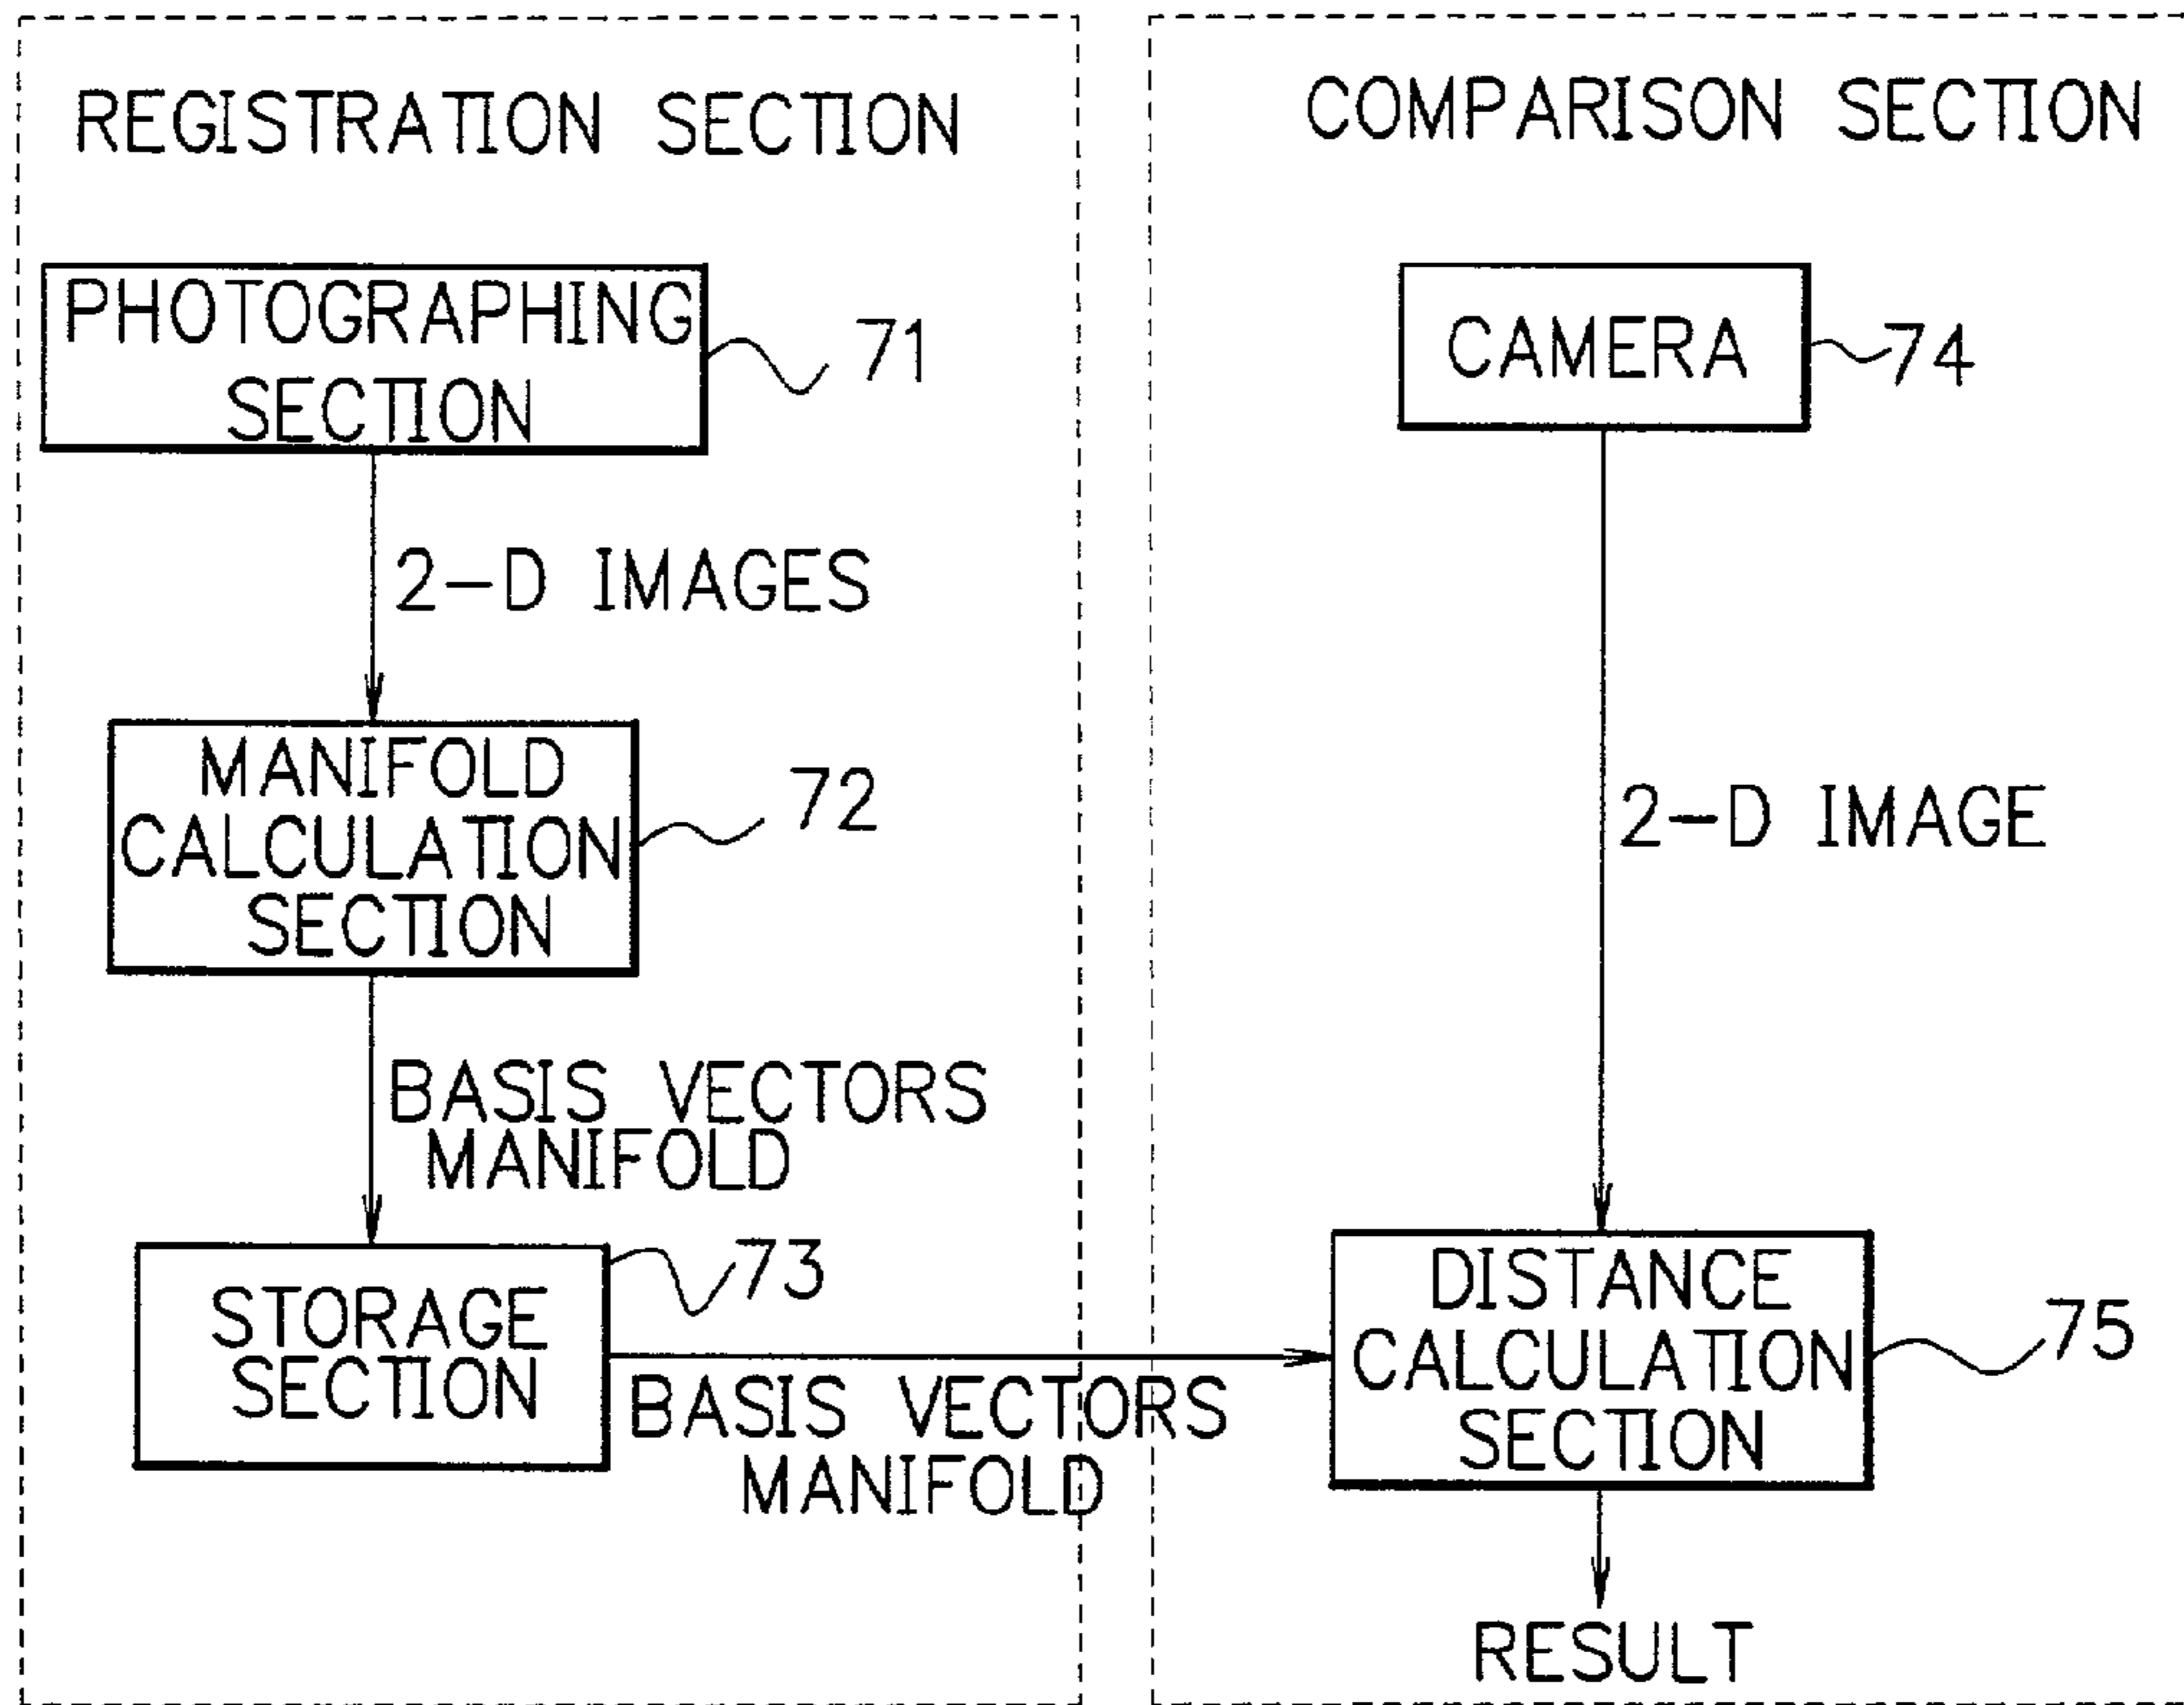 REGISTRATION SECTION
PHOTOGRAPHING
SECTION
71
2-D IMAGES
MANIFOLD
CALCULATION
SECTION
72
BASIS VECTORS
MANIFOLD
STORAGE
SECTION
73
BASIS VECTORS
MANIFOLD
COMPARISON SECTION
CAMERA
74
2-D IMAGE
DISTANCE
CALCULATION
SECTION
75
RESULT